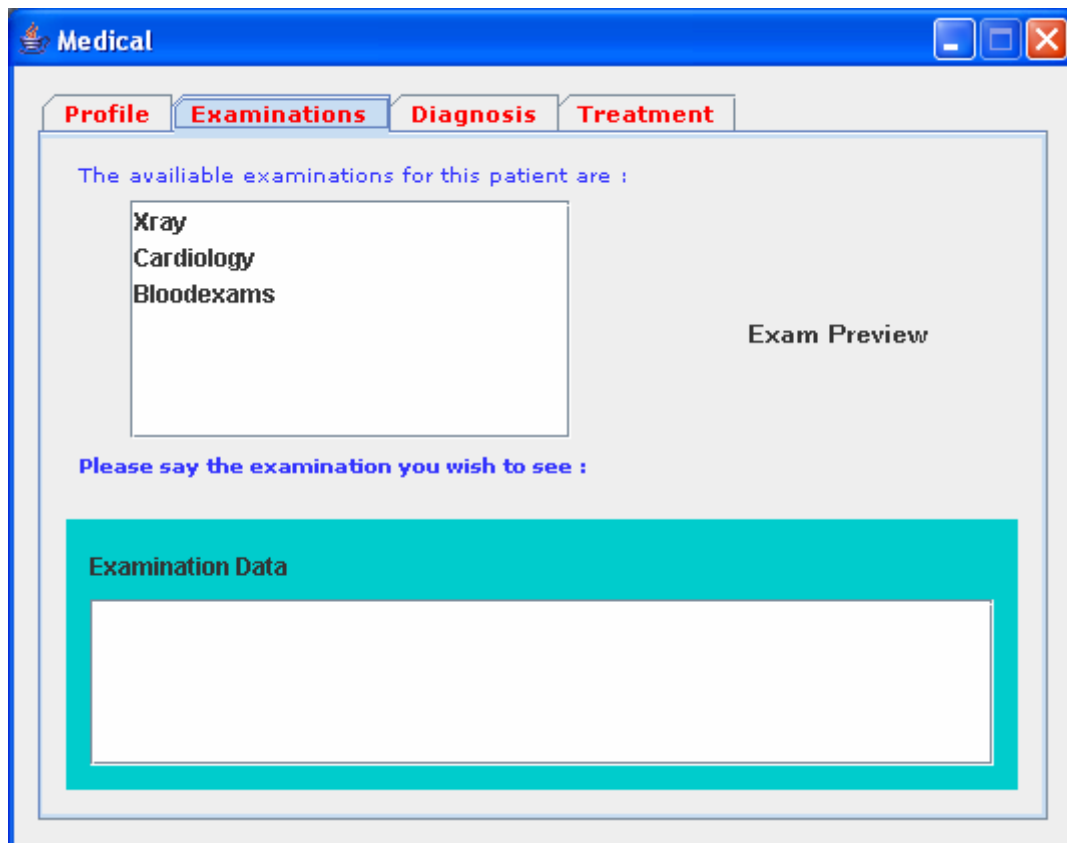 Medical
Profile Examinations Diagnosis Treatment
The availiable examinations for this patient are :
Xray
Cardiology
Bloodexams
Exam Preview
Please say the examination you wish to see :
Examination Data